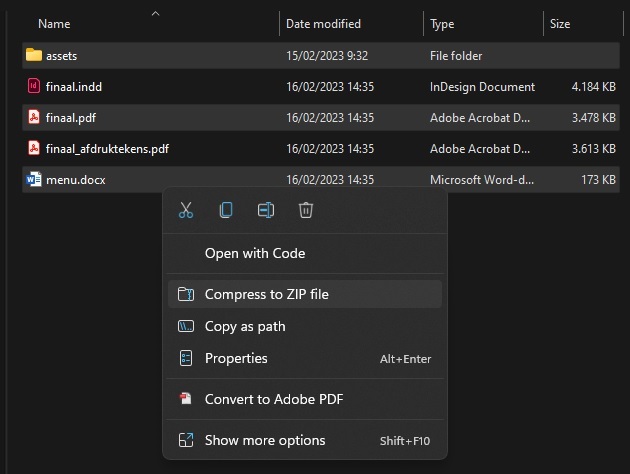 Name Date modified Type Size
assets 15/02/2023 9:32 File folder
finaal.indd 16/02/2023 14:35 InDesign Document 4.184 KB
finaal.pdf 16/02/2023 14:35 Adobe Acrobat D... 3.478 KB
finaal_afdruktekens.pdf 16/02/2023 14:35 Adobe Acrobat D... 3.613 KB
menu.docx 16/02/2023 14:35 Microsoft Word-d... 173 KB
Open with Code
Compress to ZIP file
Copy as path
Properties Alt+Enter
Convert to Adobe PDF
Show more options Shift+F10